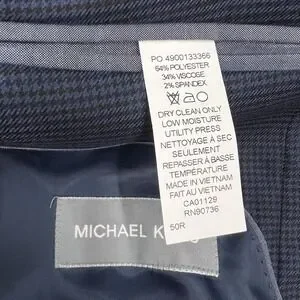 PO 4900133366
64% POLYESTER
34% VISCOSE
2% SPANDEX
DRY CLEAN ONLY
LOW MOISTURE
UTILITY PRESS
NETTOYAGE À SEC
SEULEMENT
REPASSER À BASSE
TEMPÉRATURE
MADE IN VIETNAM
FAIT AU VIETNAM
CA01129
RN90736
50R
MICHAEL